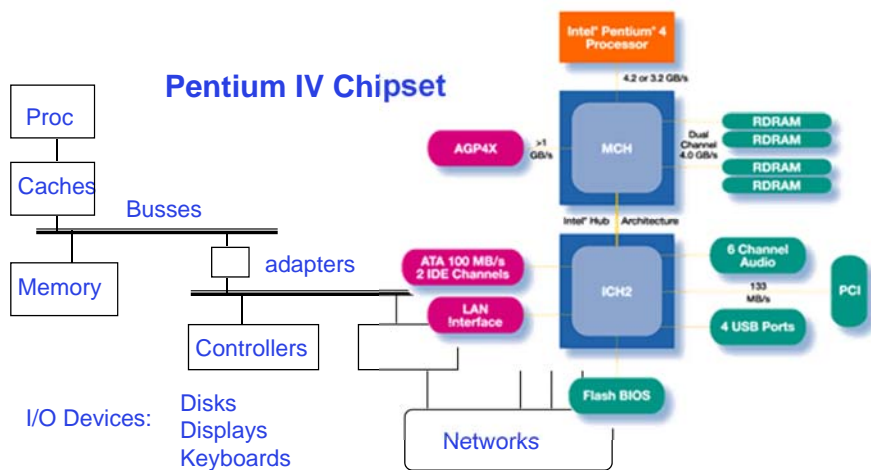 Pentium IV Chipset
Proc
Caches
Busses
Memory
adapters
Controllers
I/O Devices:
Disks
Displays
Keyboards
Networks
Intel® Pentium® 4
Processor
4.2 or 3.2 GB/s
AGP4X
>1
GB/s
MCH
Dual
Channel
4.0 GB/s
RDRAM
RDRAM
RDRAM
RDRAM
Intel® Hub Architecture
ATA 100 MB/s
2 IDE Channels
LAN
Interface
ICH2
6 Channel
Audio
133
MB/s
PCI
4 USB Ports
Flash BIOS